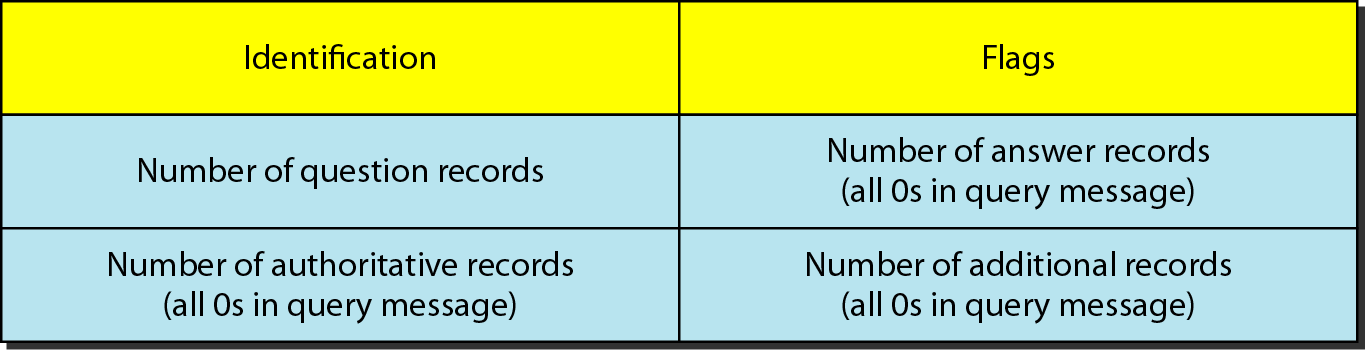 Identification
Flags
Number of question records
Number of answer records
(all 0s in query message)
Number of authoritative records
(all 0s in query message)
Number of additional records
(all 0s in query message)